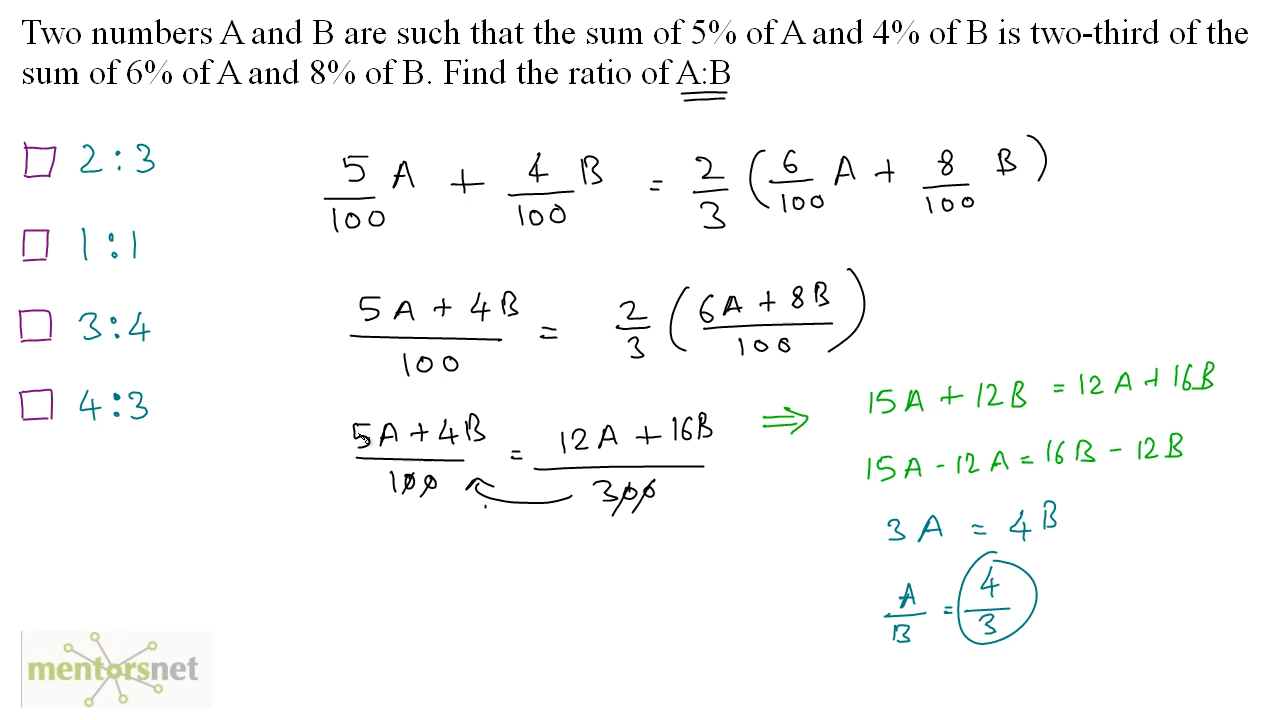 Two numbers A and B are such that the sum of 5% of A and 4% of B is two-third of the
sum of 6% of A and 8% of B. Find the ratio of A:B
2:3
1:1
3:4
4:3
5/100 A + 4/100 B = 2/3 (6/100 A + 8/100 B)
5A + 4B/100 = 2/3 (6A + 8B/100)
5A + 4B/100 = 12A + 16B/300
⇒ 15A + 12B = 12A + 16B
15A - 12A = 16B - 12B
3A = 4B
A/B = 4/3
mentorsnet